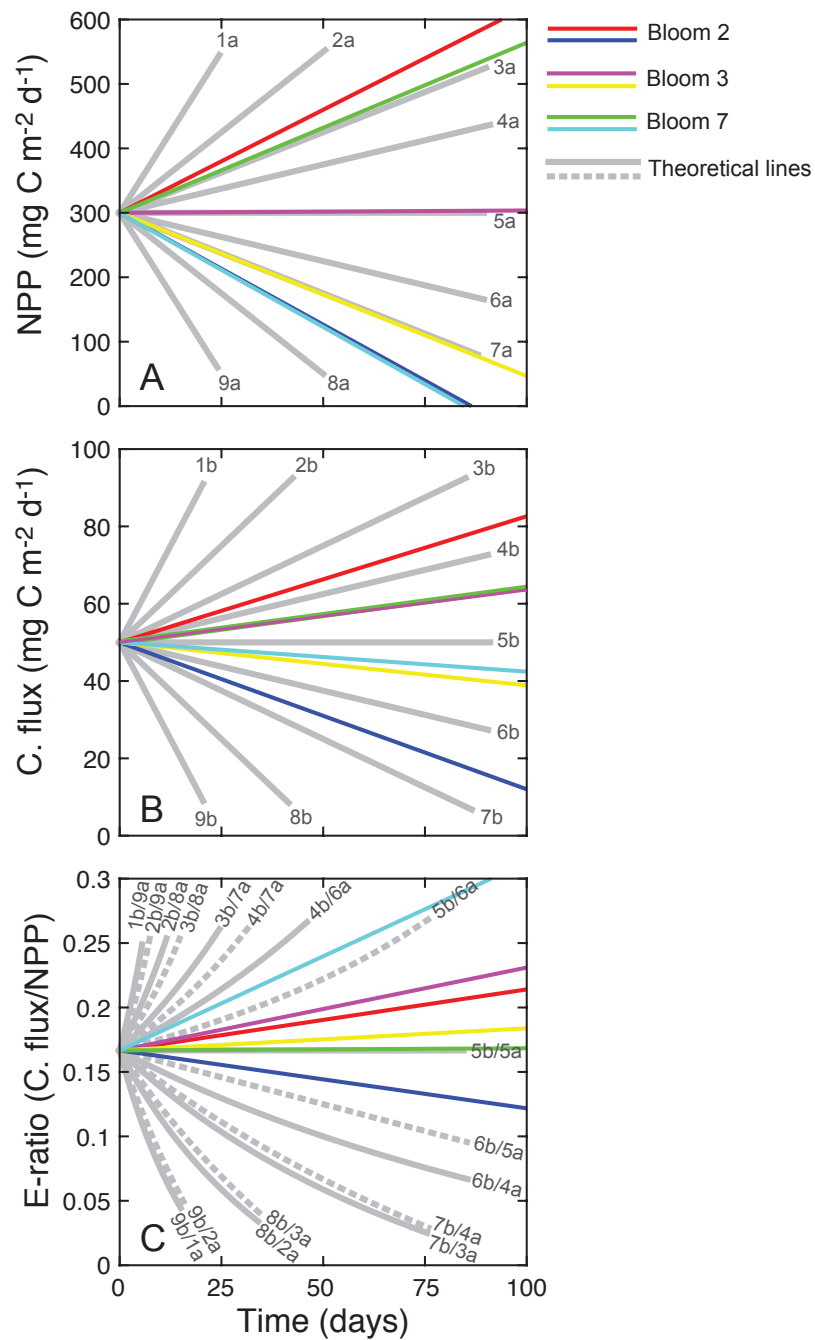 600
500
400
300
200
100
0
NPP (mg C m-2 d-1)
1a
2a
3a
4a
5a
6a
7a
8a
9a
A
0
25
50
75
100
Bloom 2
Bloom 3
Bloom 7
Theoretical lines
100
80
60
40
20
0
C. flux (mg C m-2 d-1)
1b
2b
3b
4b
5b
6b
7b
8b
9b
B
0.3
0.25
0.2
0.15
0.1
0.05
0
E-ratio (C. flux/NPP)
1b/9a
2b/9a
2b/8a
3b/8a
3b/7a
4b/7a
4b/6a
5b/6a
5b/5a
6b/5a
6b/4a
7b/4a
7b/3a
8b/3a
8b/2a
9b/2a
9b/1a
C
0
25
50
75
100
Time (days)